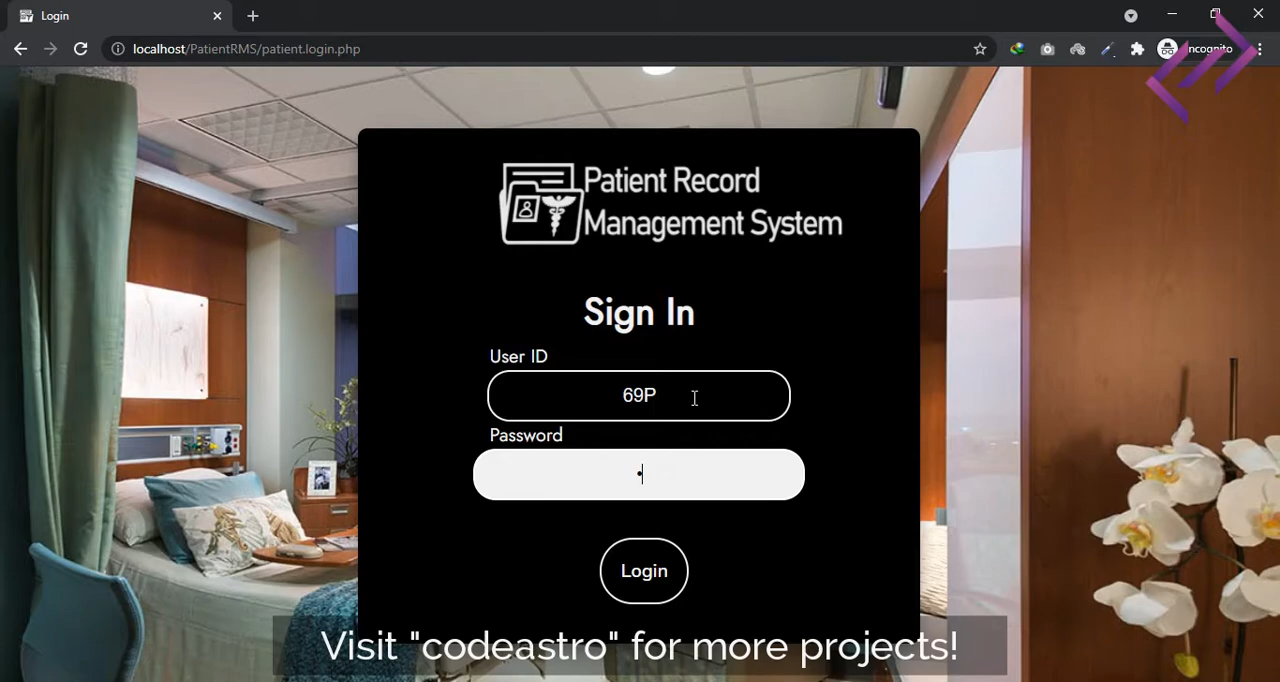 Login
localhost/PatientRMS/patient.login.php
Incognito
Patient Record
Management System
Sign In
User ID
69P
Password
•
Login
Visit "codeastro" for more projects!